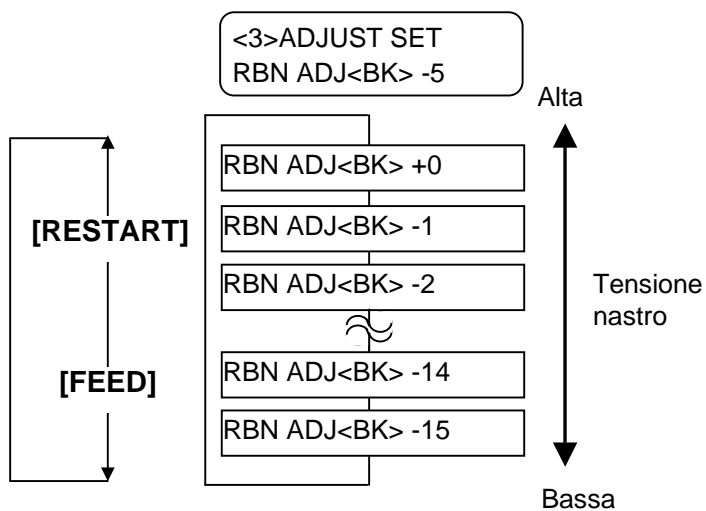 <3>ADJUST SET
RBN ADJ<BK> -5
Alta
RBN ADJ<BK> +0
[RESTART]
RBN ADJ<BK> -1
RBN ADJ<BK> -2
Tensione
nastro
[FEED]
RBN ADJ<BK> -14
RBN ADJ<BK> -15
Bassa